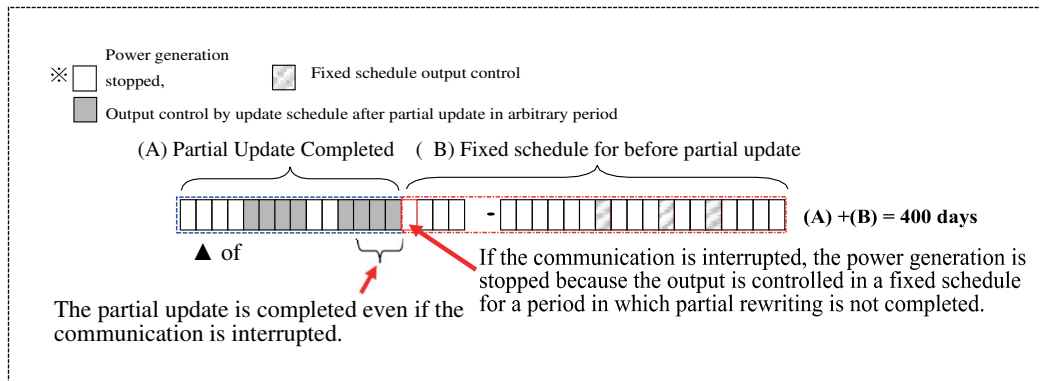 Power generation
※ stopped,
Fixed schedule output control
Output control by update schedule after partial update in arbitrary period
(A) Partial Update Completed
( B) Fixed schedule for before partial update
-
(A) +(B) = 400 days
▲ of
If the communication is interrupted, the power generation is
stopped because the output is controlled in a fixed schedule
for a period in which partial rewriting is not completed.
The partial update is completed even if the
communication is interrupted.